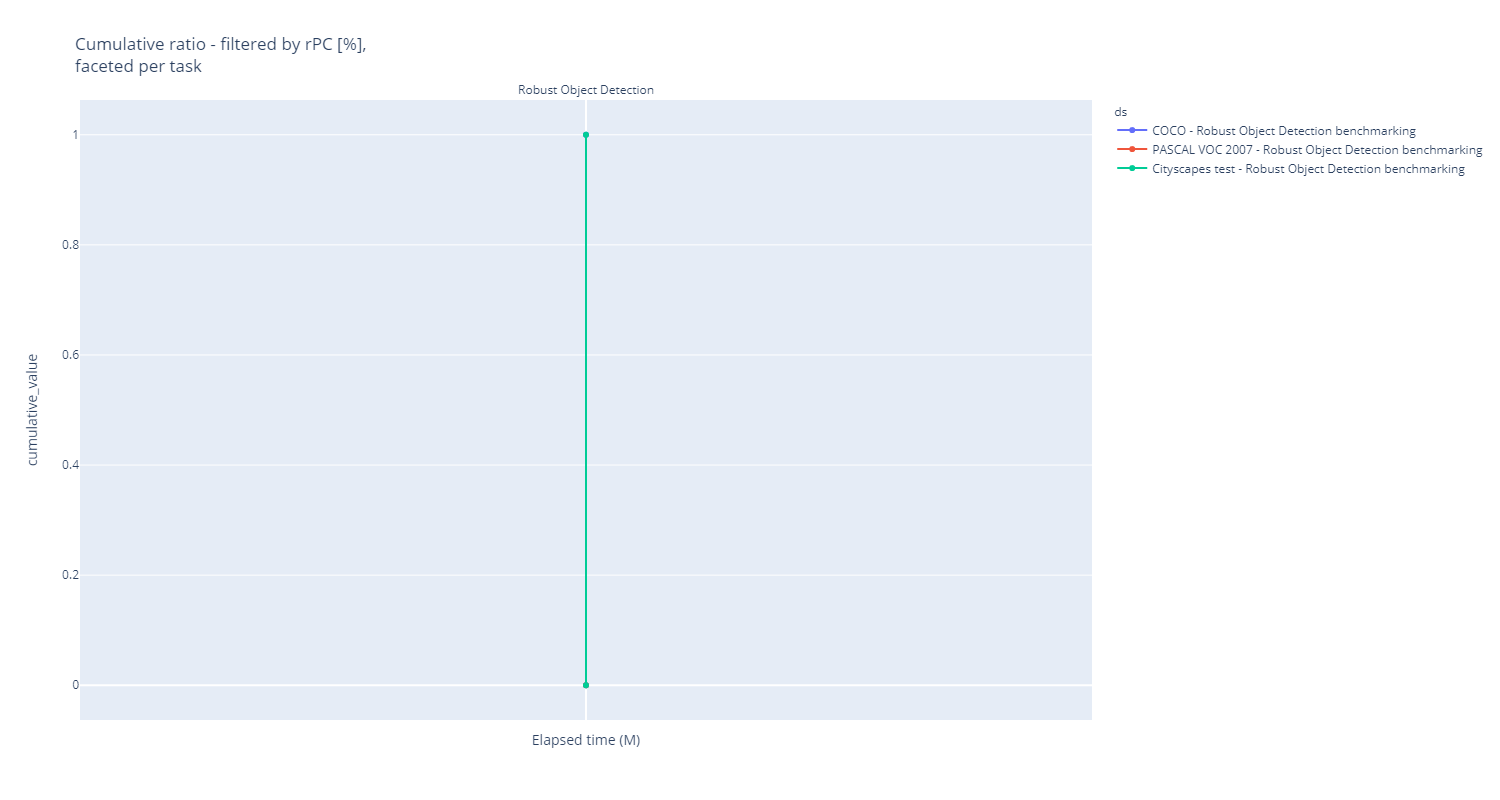 Cumulative ratio - filtered by rPC [%],
faceted per task
Robust Object Detection
ds
COCO - Robust Object Detection benchmarking
PASCAL VOC 2007 - Robust Object Detection benchmarking
Cityscapes test - Robust Object Detection benchmarking
1
0.8
0.6
0.4
0.2
0
cumulative_value
Elapsed time (M)